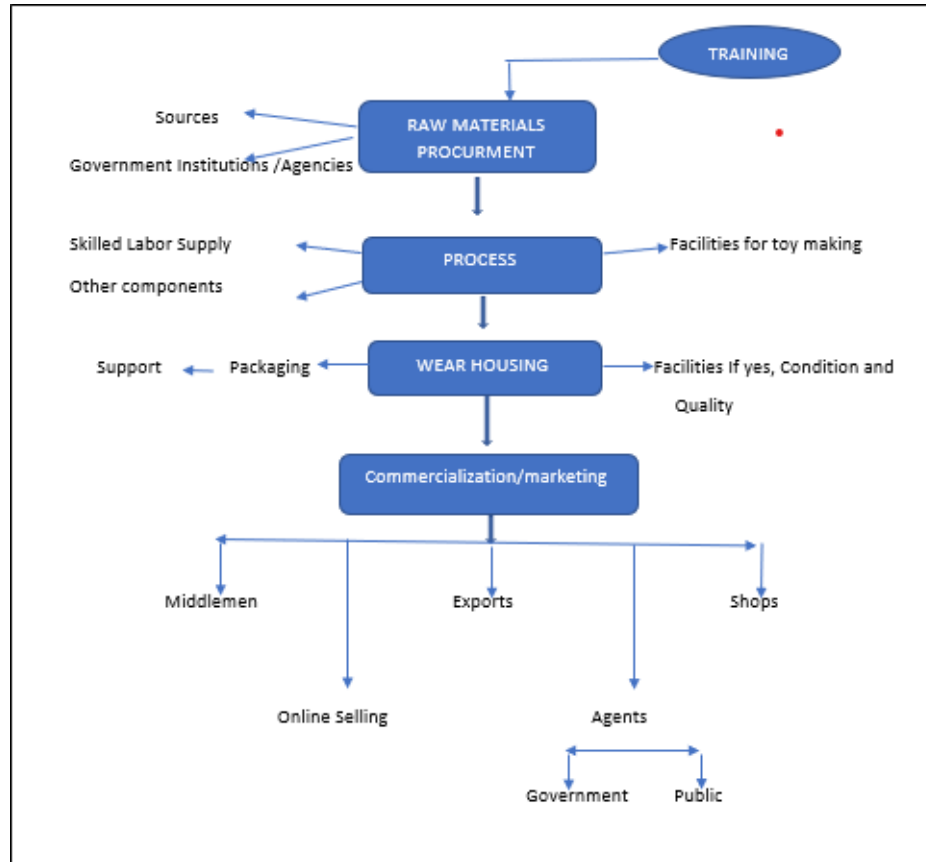 TRAINING
Sources
RAW MATERIALS
PROCURMENT
Government Institutions /Agencies
Skilled Labor Supply
PROCESS
Facilities for toy making
Other components
Support
Packaging
WEAR HOUSING
Facilities If yes, Condition and
Quality
Commercialization/marketing
Middlemen
Exports
Shops
Online Selling
Agents
Government
Public